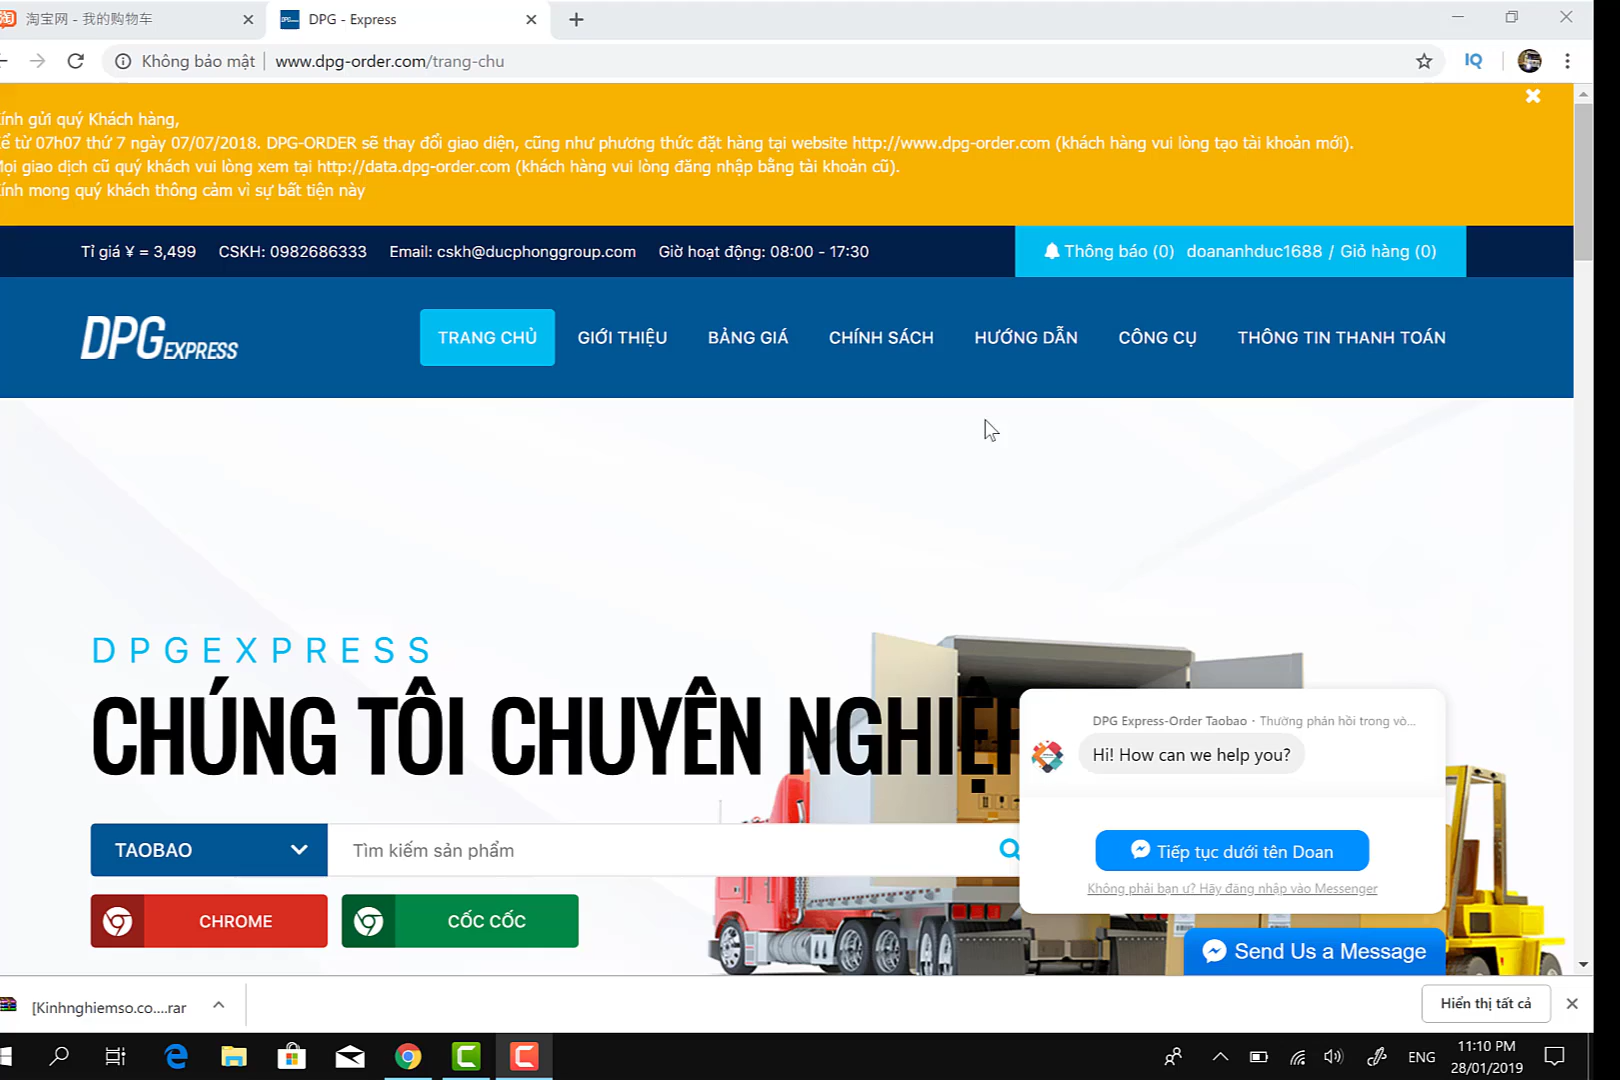 淘宝网 - 我的购物车
DPG - Express
Không bảo mật
www.dpg-order.com/trang-chu
IQ
ính gửi quý Khách hàng,
ể từ 07h07 thứ 7 ngày 07/07/2018. DPG-ORDER sẽ thay đổi giao diện, cũng như phương thức đặt hàng tại website http://www.dpg-order.com (khách hàng vui lòng tạo tài khoản mới).
ọi giao dịch cũ quý khách vui lòng xem tại http://data.dpg-order.com (khách hàng vui lòng đăng nhập bằng tài khoản cũ).
ính mong quý khách thông cảm vì sự bất tiện này
Tỉ giá ¥ = 3,499 CSKH: 0982686333 Email: cskh@ducphonggroup.com Giờ hoạt động: 08:00 - 17:30
Thông báo (0) doananhduc1688 / Giỏ hàng (0)
DPG EXPRESS
TRANG CHỦ GIỚI THIỆU BẢNG GIÁ CHÍNH SÁCH HƯỚNG DẪN CÔNG CỤ THÔNG TIN THANH TOÁN
DPGEXPRESS
CHÚNG TÔI CHUYÊN NGHIỆP
DPG Express-Order Taobao · Thường phản hồi trong vò...
Hi! How can we help you?
TAOBAO
Tìm kiếm sản phẩm
Tiếp tục dưới tên Doan
Không phải bạn ư? Hãy đăng nhập vào Messenger
CHROME
CỐC CỐC
Send Us a Message
[Kinhnghiemso.co....rar
Hiển thị tất cả
ENG
11:10 PM
28/01/2019